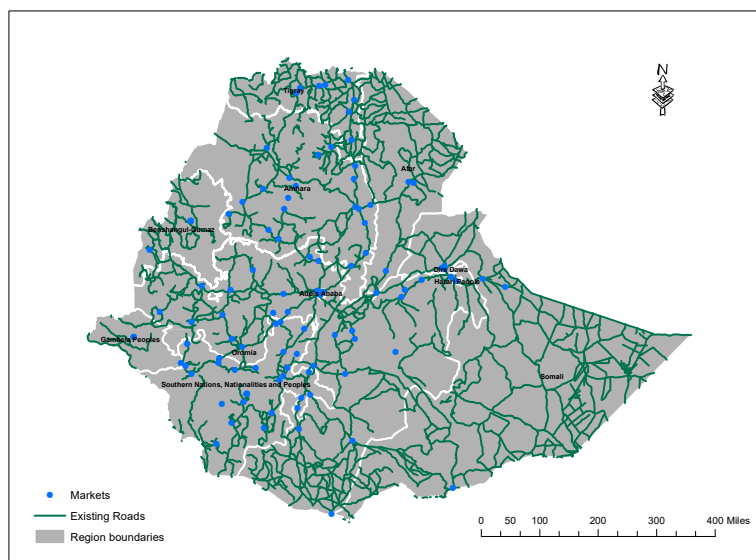 N
Tigray
Afar
Amhara
Benshangul-Gumaz
Dire Dawa
Harari People
Addis Ababa
Gambela Peoples
Oromia
Somali
Southern Nations, Nationalities and Peoples
Markets
Existing Roads
Region boundaries
0 50 100 200 300 400 Miles